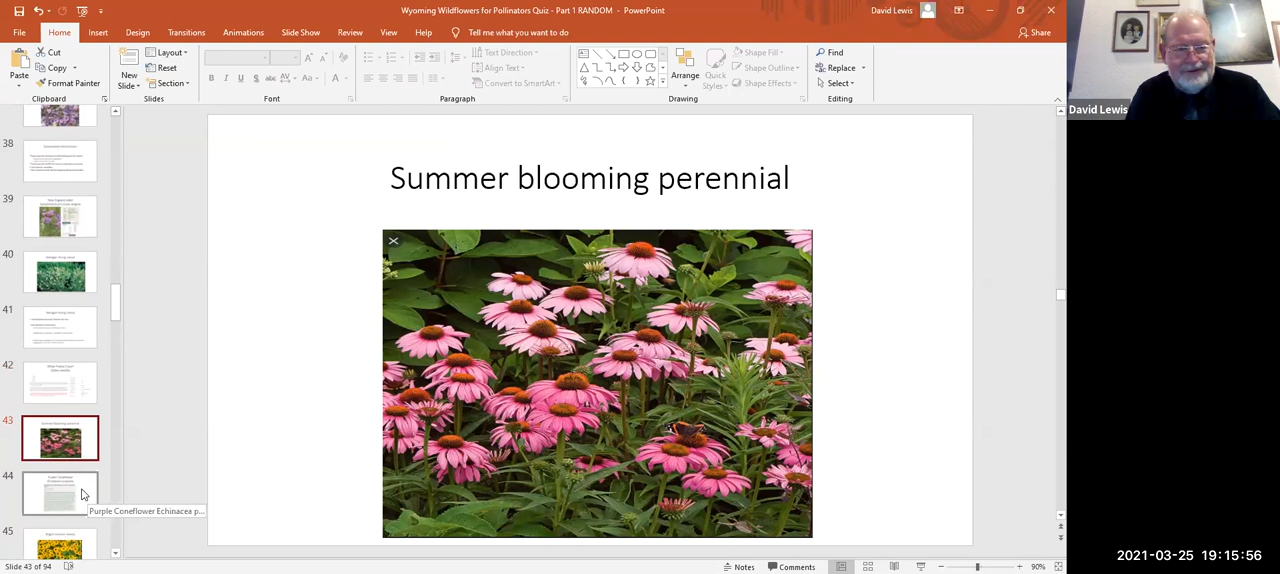 Wyoming Wildflowers for Pollinators Quiz - Part 1 RANDOM - PowerPoint
David Lewis
File Home Insert Design Transitions Animations Slide Show Review View Help Tell me what you want to do Share
Paste
Cut
Copy
Format Painter
Clipboard
New
Slide
Layout
Reset
Section
Slides
Font
Text Direction
Align Text
Convert to SmartArt
Paragraph
Arrange
Quick
Styles
Shape Fill
Shape Outline
Shape Effects
Drawing
Find
Replace
Select
Editing
David Lewis
38
39
40
41
42
43
Summer blooming perennial
44
Purple Coneflower Echinacea p...
45
Summer blooming perennial
Slide 43 of 94
Notes Comments 90%
2021-03-25 19:15:56